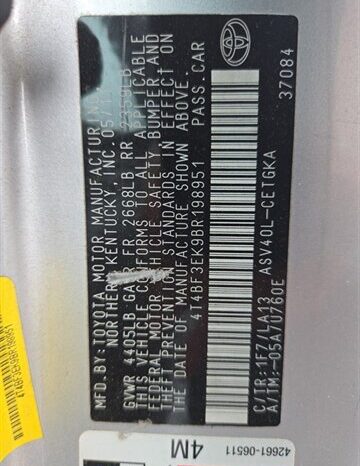 MFD. BY: TOYOTA MOTOR MANUFACTURING,
NORTHERN KENTUCKY, INC. 05/11
GVWR 4405LB GAWR FR. 2668LB RR 2359LB
THIS VEHICLE CONFORMS TO ALL APPLICABLE
FEDERAL MOTOR VEHICLE SAFETY BUMPER, AND
THEFT PREVENTION STANDARDS IN EFFECT ON
THE DATE OF MANUFACTURE SHOWN ABOVE.
4T4BF3EK9BR198951 PASS. CAR
C/TR:1F7/LA13
ASV40L-CETGKA
A/TM:-05A/U760E
37084
4T4BF3EK9BR198951
42661-06511
4M